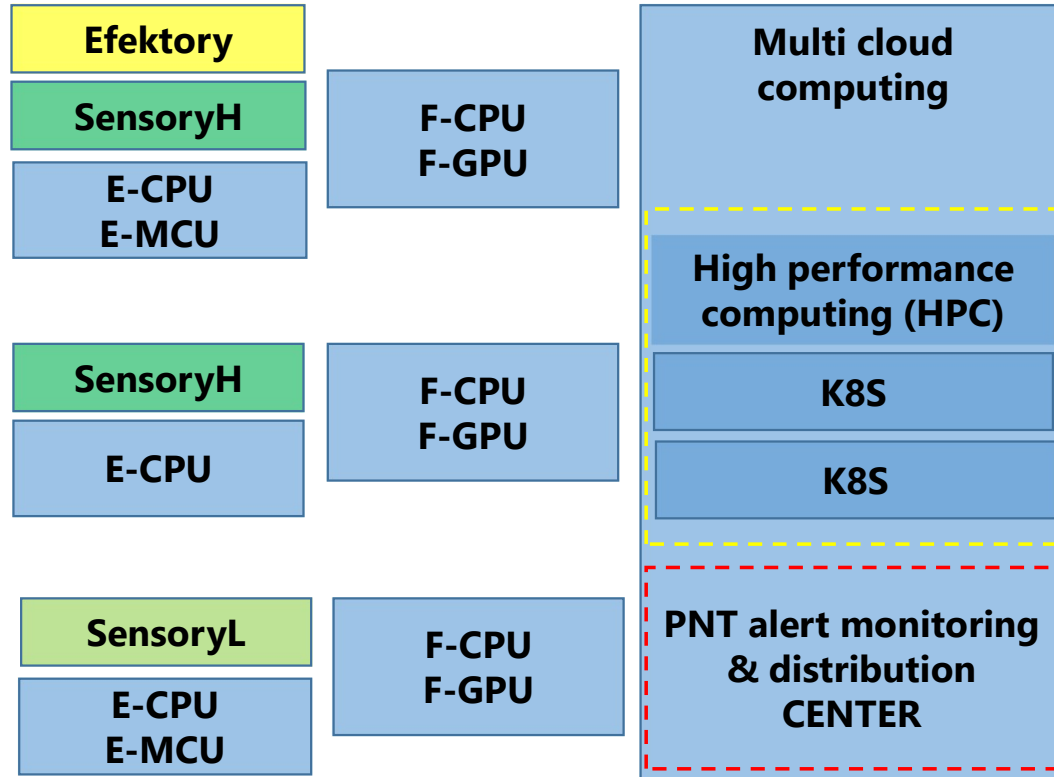 Efektory
SensoryH
E-CPU
E-MCU
F-CPU
F-GPU
SensoryH
E-CPU
F-CPU
F-GPU
SensoryL
E-CPU
E-MCU
F-CPU
F-GPU
Multi cloud
computing
High performance
computing (HPC)
K8S
K8S
PNT alert monitoring
& distribution
CENTER